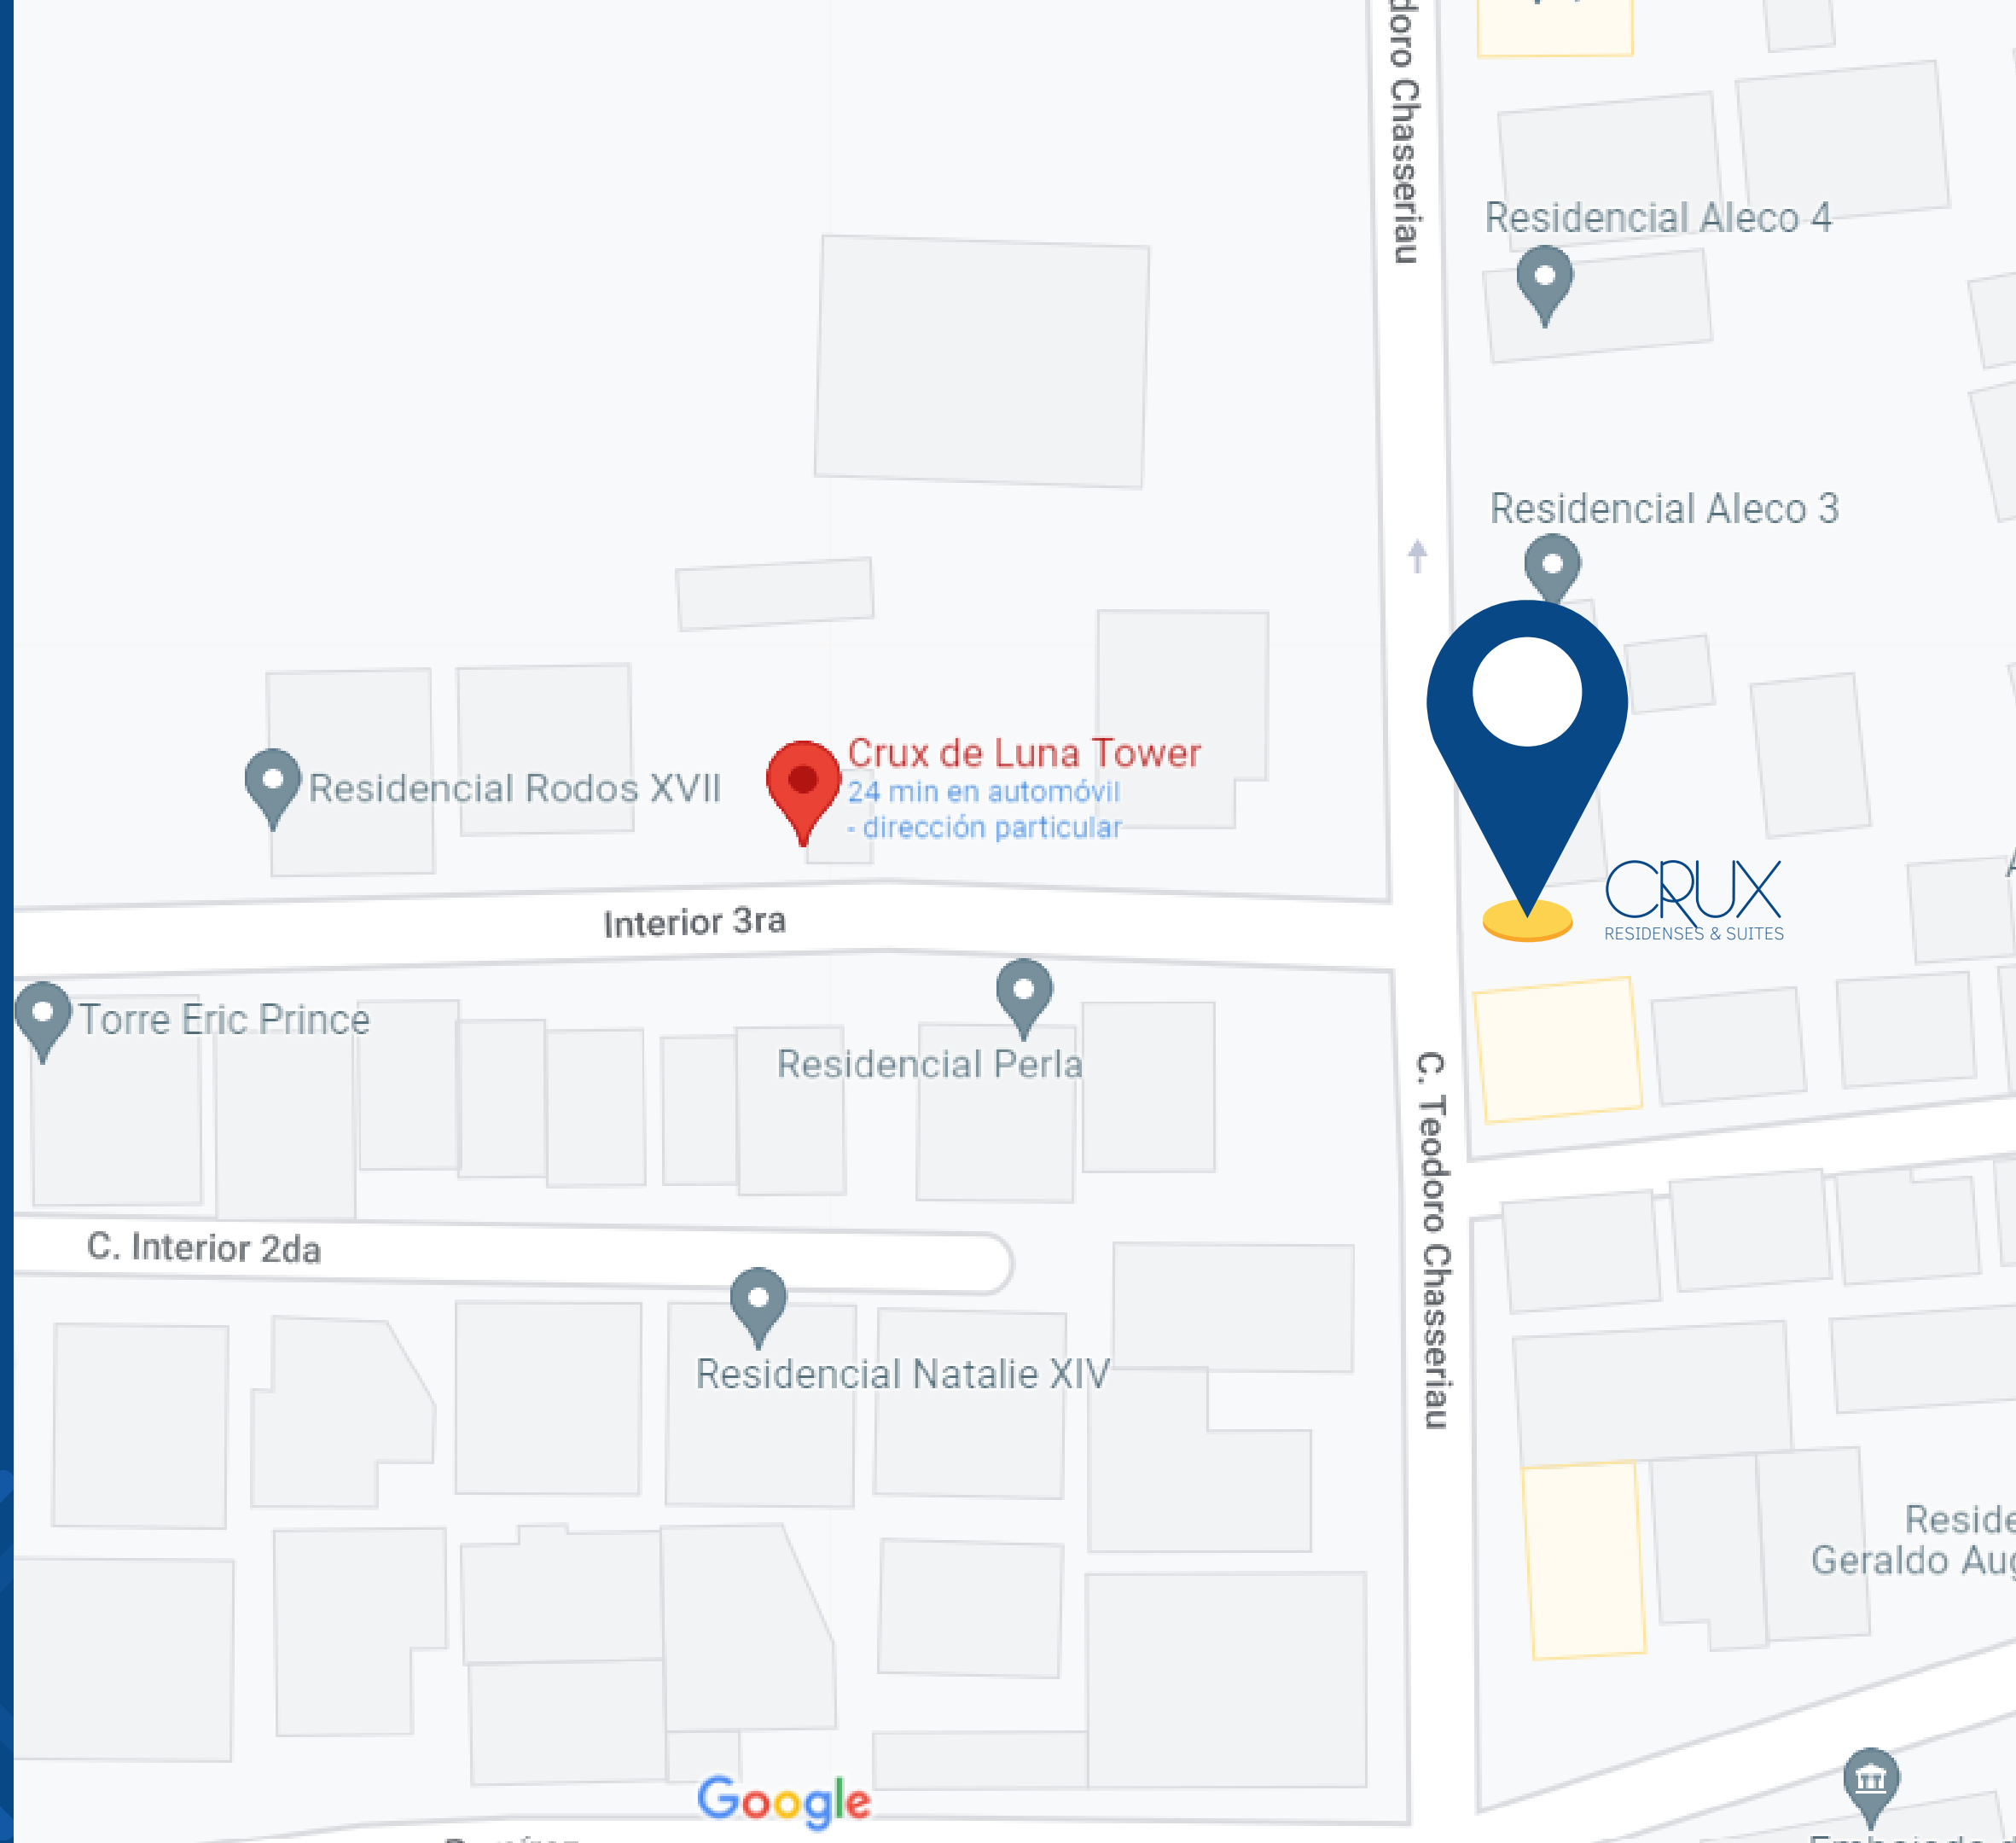 doro Chasseriau
Residencial Aleco 4
Residencial Aleco 3
Crux de Luna Tower
24 min en automóvil
- dirección particular
Residencial Rodos XVII
CRUX
RESIDENSES & SUITES
Interior 3ra
Torre Eric Prince
Residencial Perla
C. Teodoro Chasseriau
C. Interior 2da
Residencial Natalie XIV
Reside
Geraldo Aug
Google